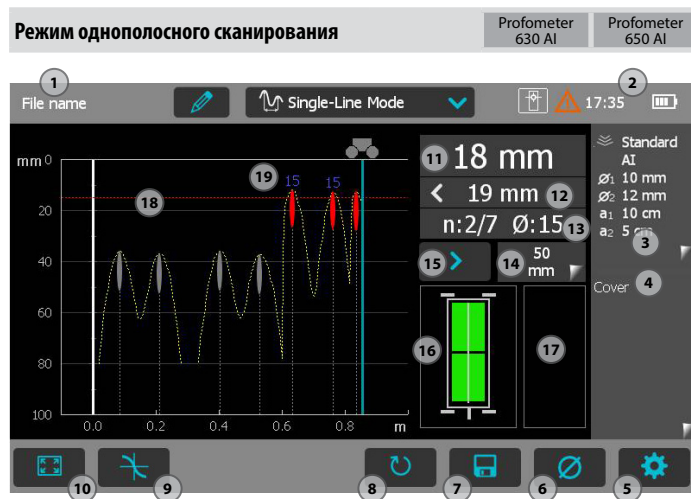 Режим однополосного сканирования
Profometer 630 AI
Profometer 650 AI
1
2
File name
Single-Line Mode
17:35
mm 0
20
40
60
80
100
0.0 0.2 0.4 0.6 0.8 m
18
19
15 15
11 18 mm
< 19 mm 12
n:2/7 Ø:15 13
15 >
14 50 mm
16
17
Standard AI
ø1 10 mm
ø2 12 mm
a1 10 cm
a2 5 cm
3
Cover 4
10
9
8
7
6
5